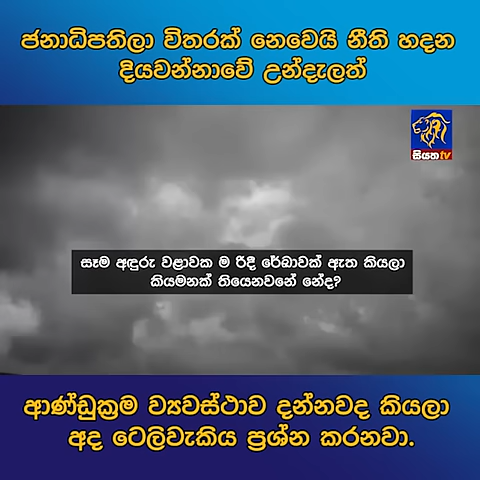 ජනාධිපතිලා විතරක් නෙවෙයි නීති හදන
දියවන්නාවේ උන්දැලත්
සියත tv
සෑම අඳුරු වළාවක ම රිදී රේඛාවක් ඇත කියලා
කියමනක් තියෙනවනේ නේද?
ආණ්ඩුක්‍රම ව්‍යවස්ථාව දන්නවද කියලා
අද ටෙලිවැකිය ප්‍රශ්න කරනවා.